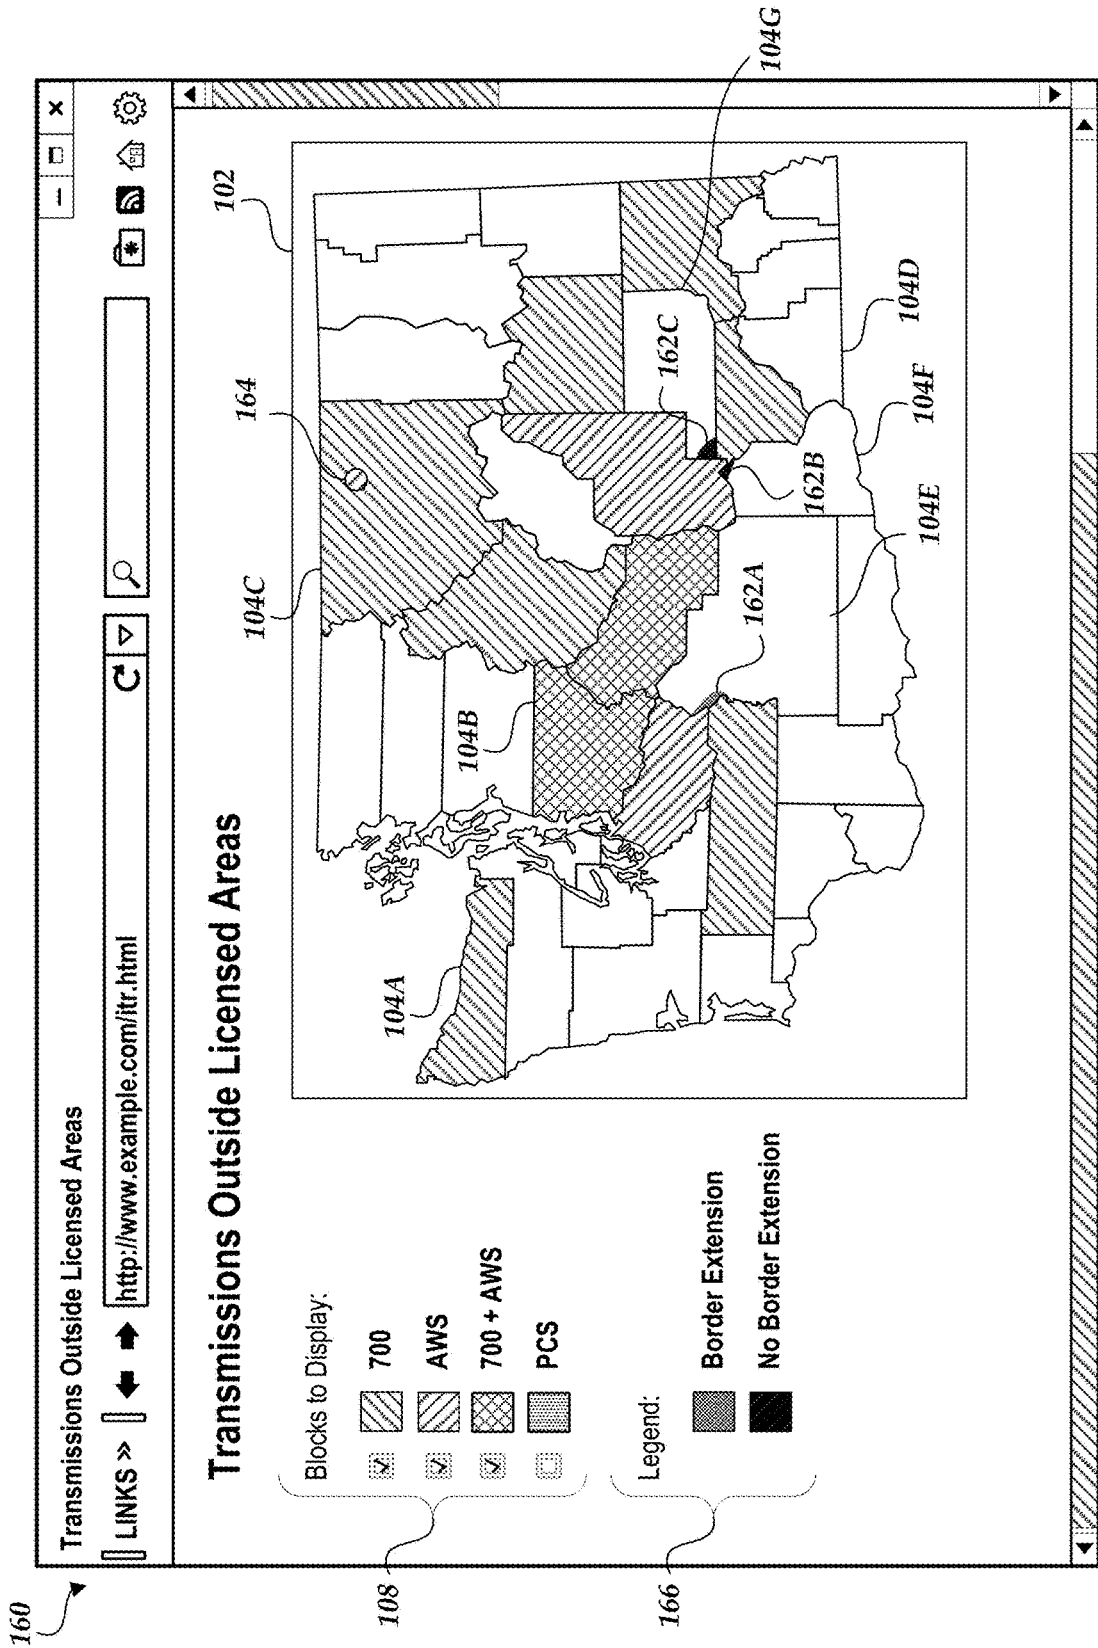 160
Transmissions Outside Licensed Areas
LINKS »
http://www.example.com/itr.html
Transmissions Outside Licensed Areas
108
Blocks to Display:
700
AWS
700 + AWS
PCS
166
Legend:
Border Extension
No Border Extension
102
164
104C
104B
104A
162C
104G
162A
162B
104E
104F
104D